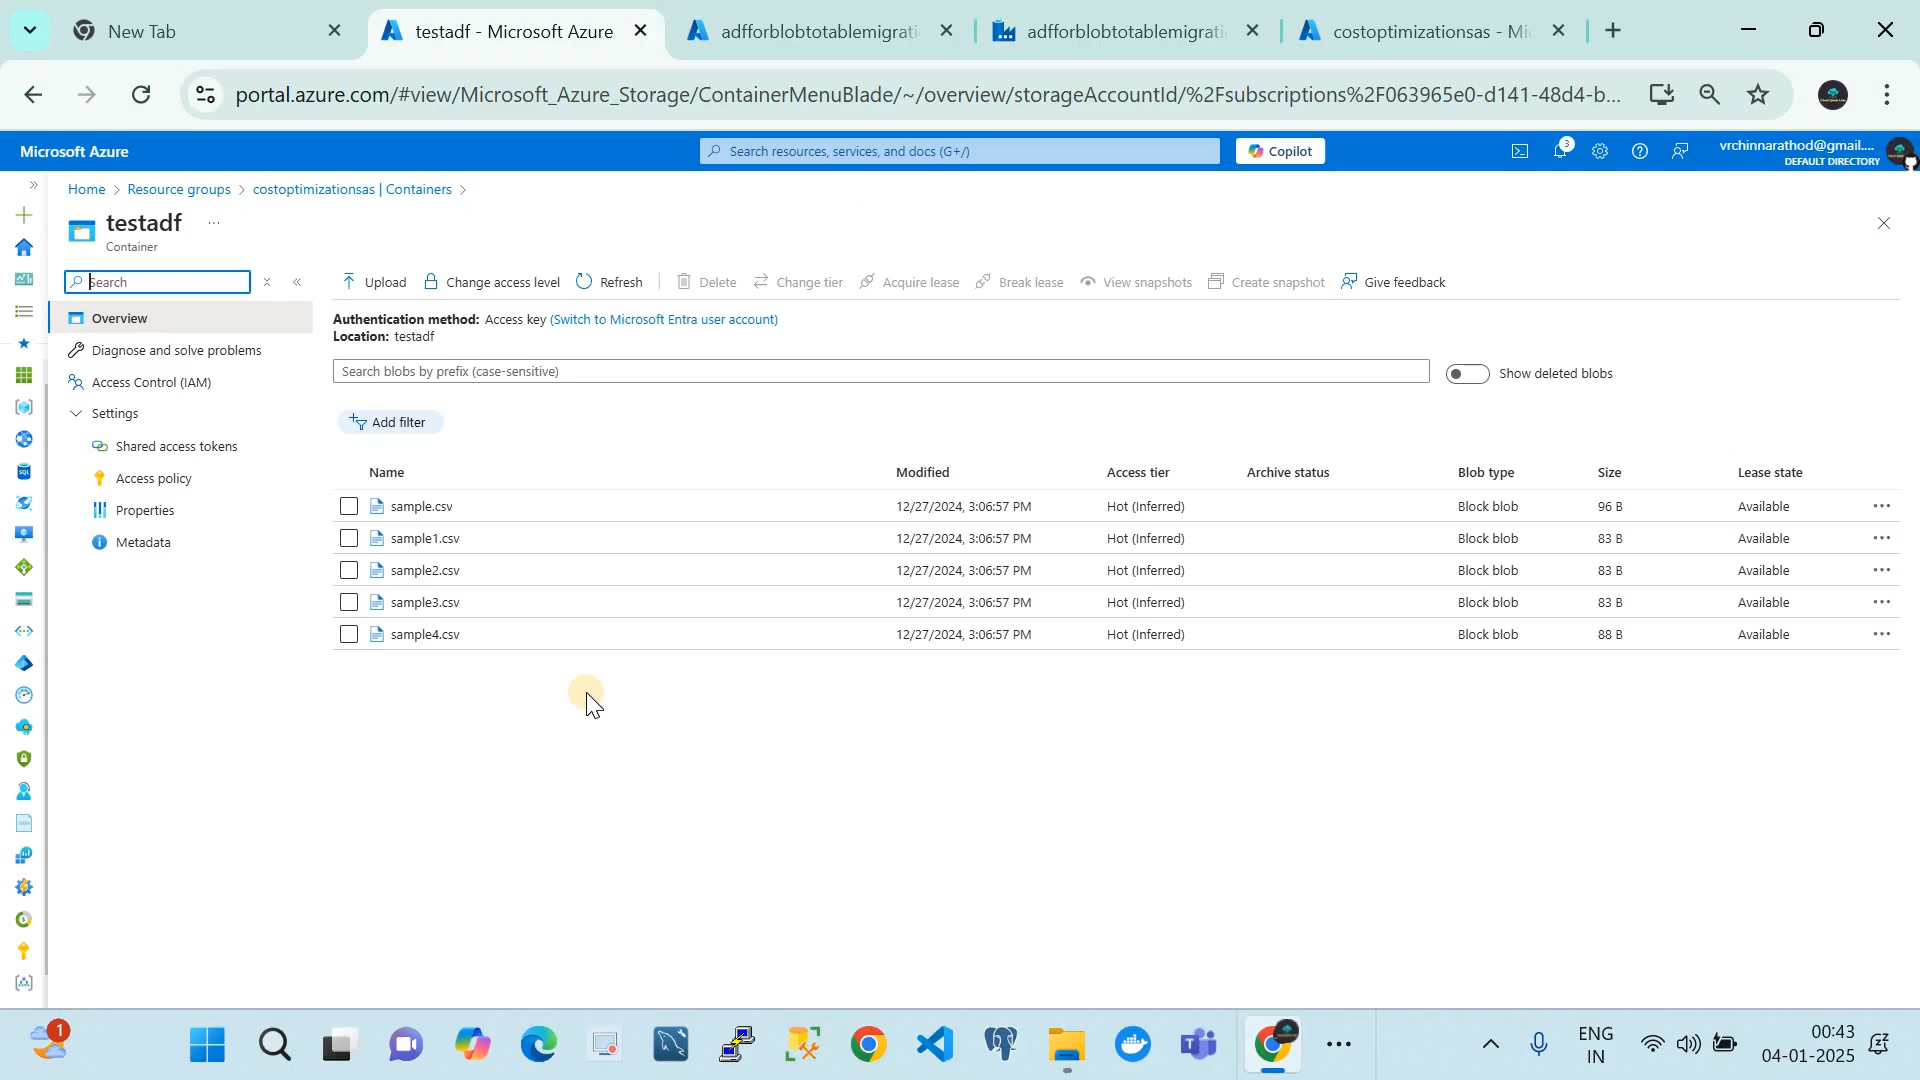 New Tab
testadf - Microsoft Azure
adfforblobtotablemigrati
adfforblobtotablemigrati
costoptimizationsas - Mi
portal.azure.com/#view/Microsoft_Azure_Storage/ContainerMenuBlade/~/overview/storageAccountId/%2Fsubscriptions%2F063965e0-d141-48d4-b...
Microsoft Azure
Search resources, services, and docs (G+/)
Copilot
3
vrchinnarathod@gmail....
DEFAULT DIRECTORY
Home > Resource groups > costoptimizationsas | Containers >
testadf ...
Container
Search
Upload
Change access level
Refresh
Delete
Change tier
Acquire lease
Break lease
View snapshots
Create snapshot
Give feedback
Overview
Diagnose and solve problems
Access Control (IAM)
Settings
Shared access tokens
Access policy
Properties
Metadata
Authentication method: Access key (Switch to Microsoft Entra user account)
Location: testadf
Search blobs by prefix (case-sensitive)
Show deleted blobs
Add filter
Name Modified Access tier Archive status Blob type Size Lease state
sample.csv 12/27/2024, 3:06:57 PM Hot (Inferred) Block blob 96 B Available ...
sample1.csv 12/27/2024, 3:06:57 PM Hot (Inferred) Block blob 83 B Available ...
sample2.csv 12/27/2024, 3:06:57 PM Hot (Inferred) Block blob 83 B Available ...
sample3.csv 12/27/2024, 3:06:57 PM Hot (Inferred) Block blob 83 B Available ...
sample4.csv 12/27/2024, 3:06:57 PM Hot (Inferred) Block blob 88 B Available ...
1
ENG
IN
00:43
04-01-2025